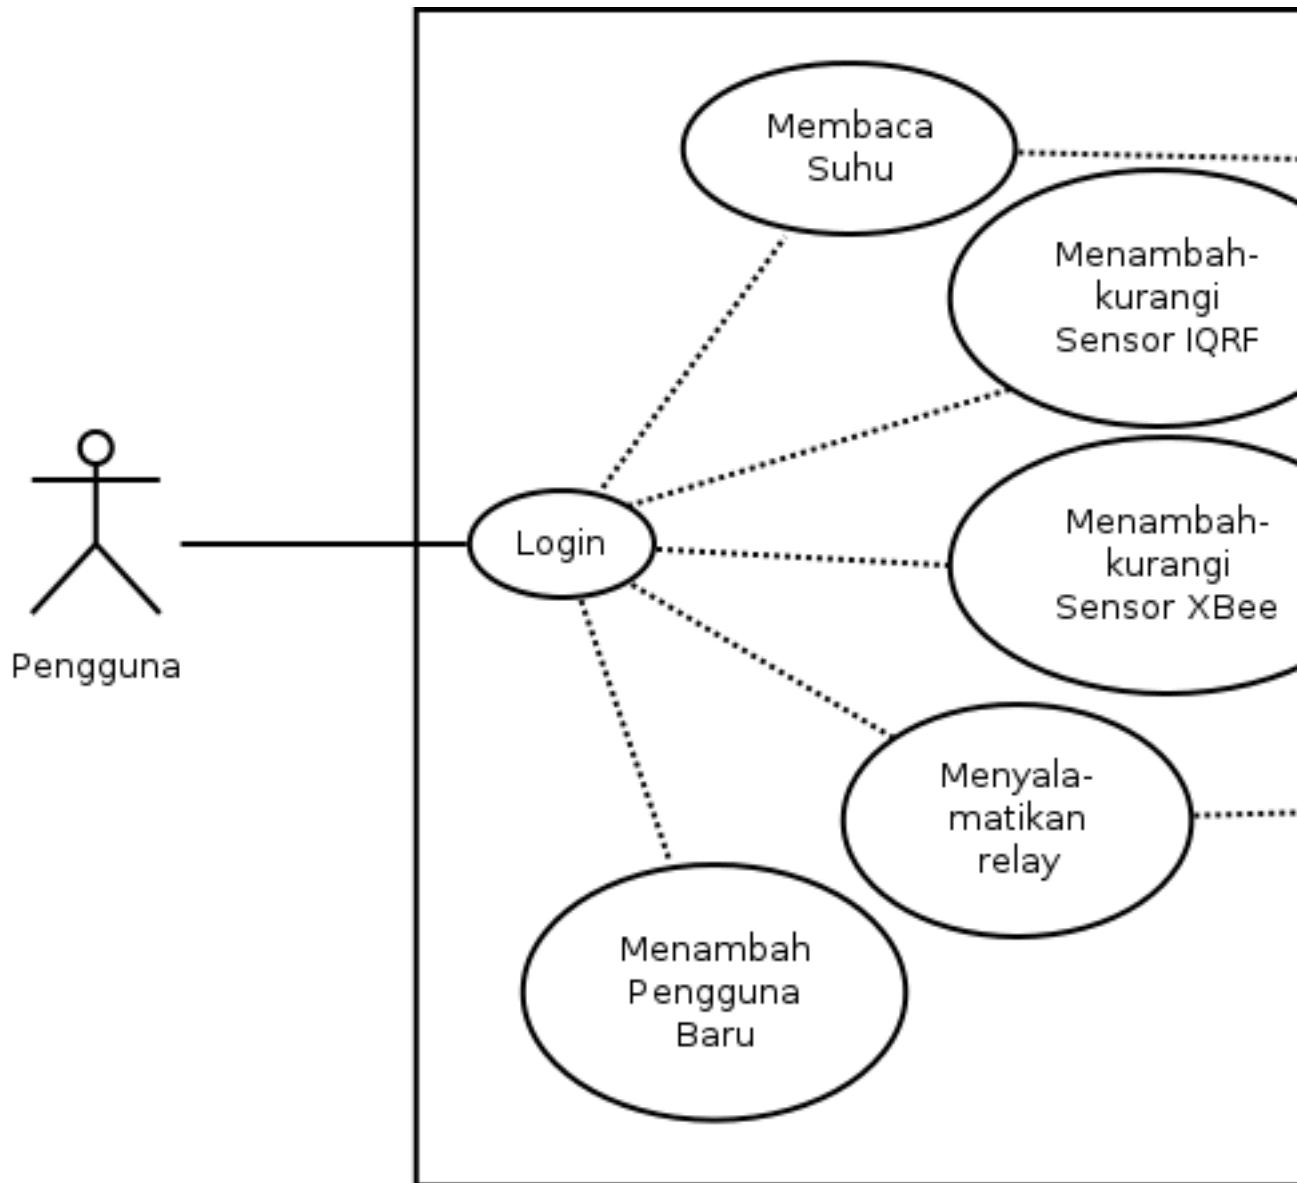 Membaca
Suhu
Menambah-
kurangi
Sensor IQRF
Login
Menambah-
kurangi
Sensor XBee
Pengguna
Menyala-
matikan
relay
Menambah
Pengguna
Baru